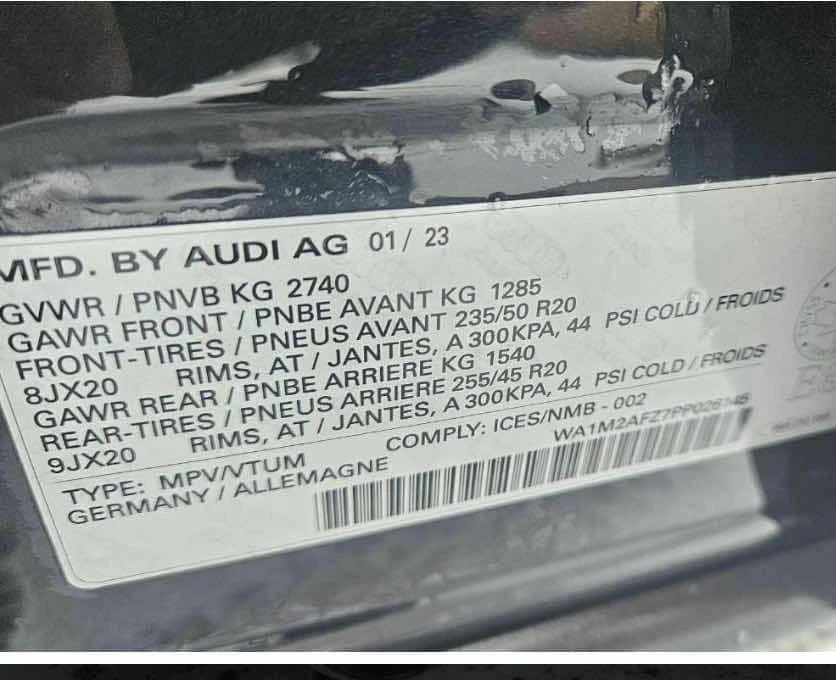 MFD. BY AUDI AG 01 / 23
GVWR / PNVB KG 2740
GAWR FRONT / PNBE AVANT KG 1285
FRONT-TIRES / PNEUS AVANT 235/50 R20
8JX20 RIMS, AT / JANTES, A 300KPA, 44 PSI COLD / FROIDS
GAWR REAR / PNBE ARRIERE KG 1540
REAR-TIRES / PNEUS ARRIERE 255/45 R20
9JX20 RIMS, AT / JANTES, A 300KPA, 44 PSI COLD / FROIDS
TYPE: MPV/VTUM COMPLY: ICES/NMB - 002
GERMANY / ALLEMAGNE